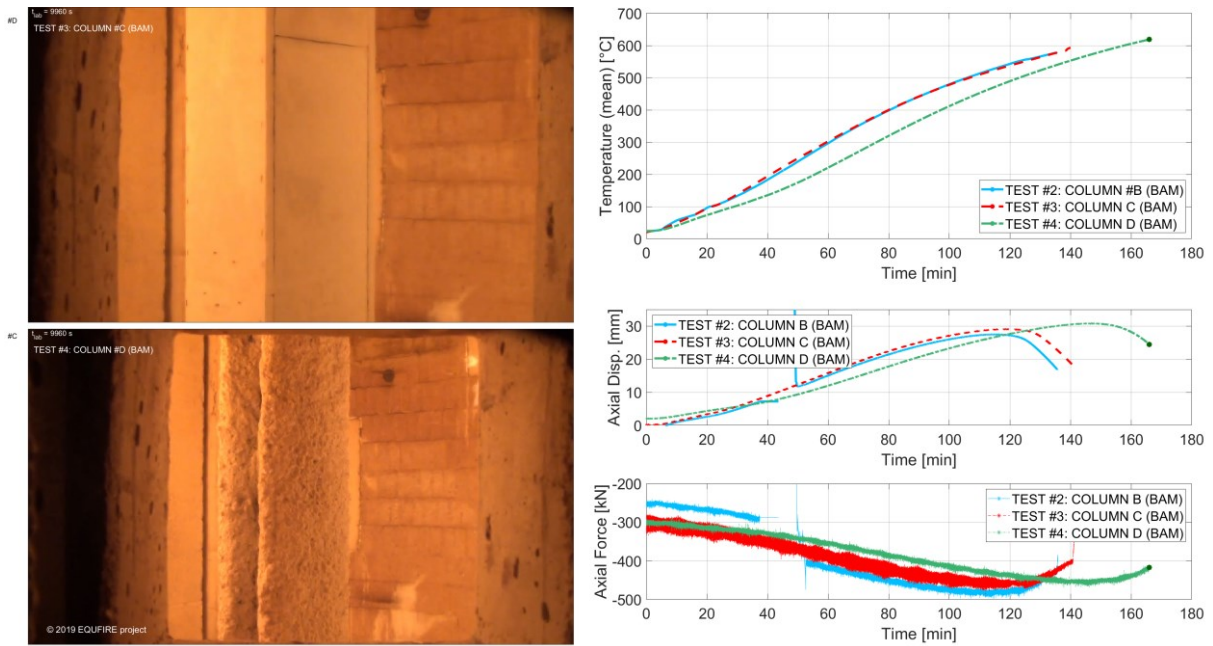 #D
t_lab = 9960 s
TEST #3: COLUMN #C (BAM)
#C
t_lab = 9960 s
TEST #4: COLUMN #D (BAM)
© 2019 EQUFIRE project
Temperature (mean) [°C]
700
600
500
400
300
200
100
0
TEST #2: COLUMN #B (BAM)
TEST #3: COLUMN C (BAM)
TEST #4: COLUMN D (BAM)
0 20 40 60 80 100 120 140 160 180
Time [min]
Axial Disp. [mm]
30
20
10
0
TEST #2: COLUMN B (BAM)
TEST #3: COLUMN C (BAM)
TEST #4: COLUMN D (BAM)
0 20 40 60 80 100 120 140 160 180
Time [min]
Axial Force [kN]
-200
-300
-400
-500
TEST #2: COLUMN B (BAM)
TEST #3: COLUMN C (BAM)
TEST #4: COLUMN D (BAM)
0 20 40 60 80 100 120 140 160 180
Time [min]